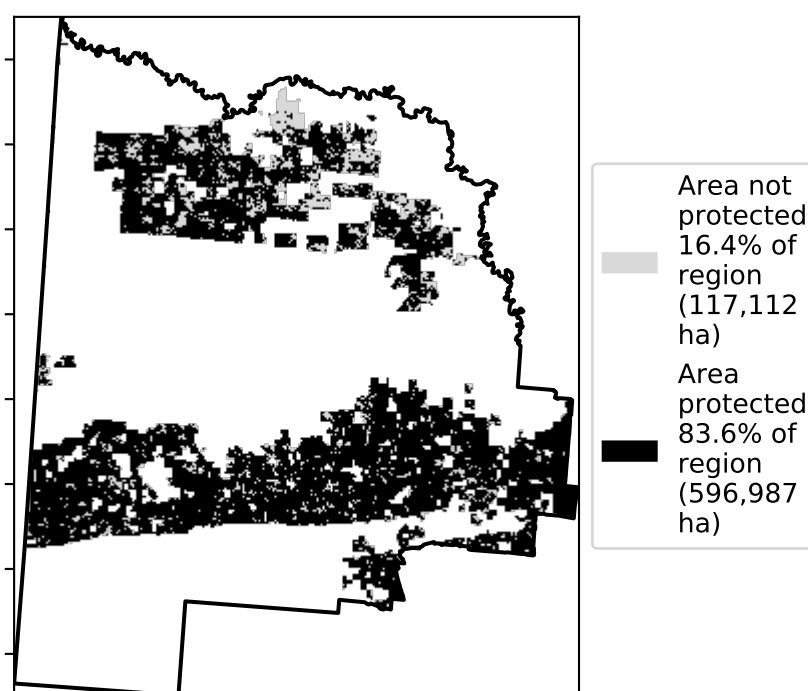 Area not
protected
16.4% of
region
(117,112
ha)
Area
protected
83.6% of
region
(596,987
ha)